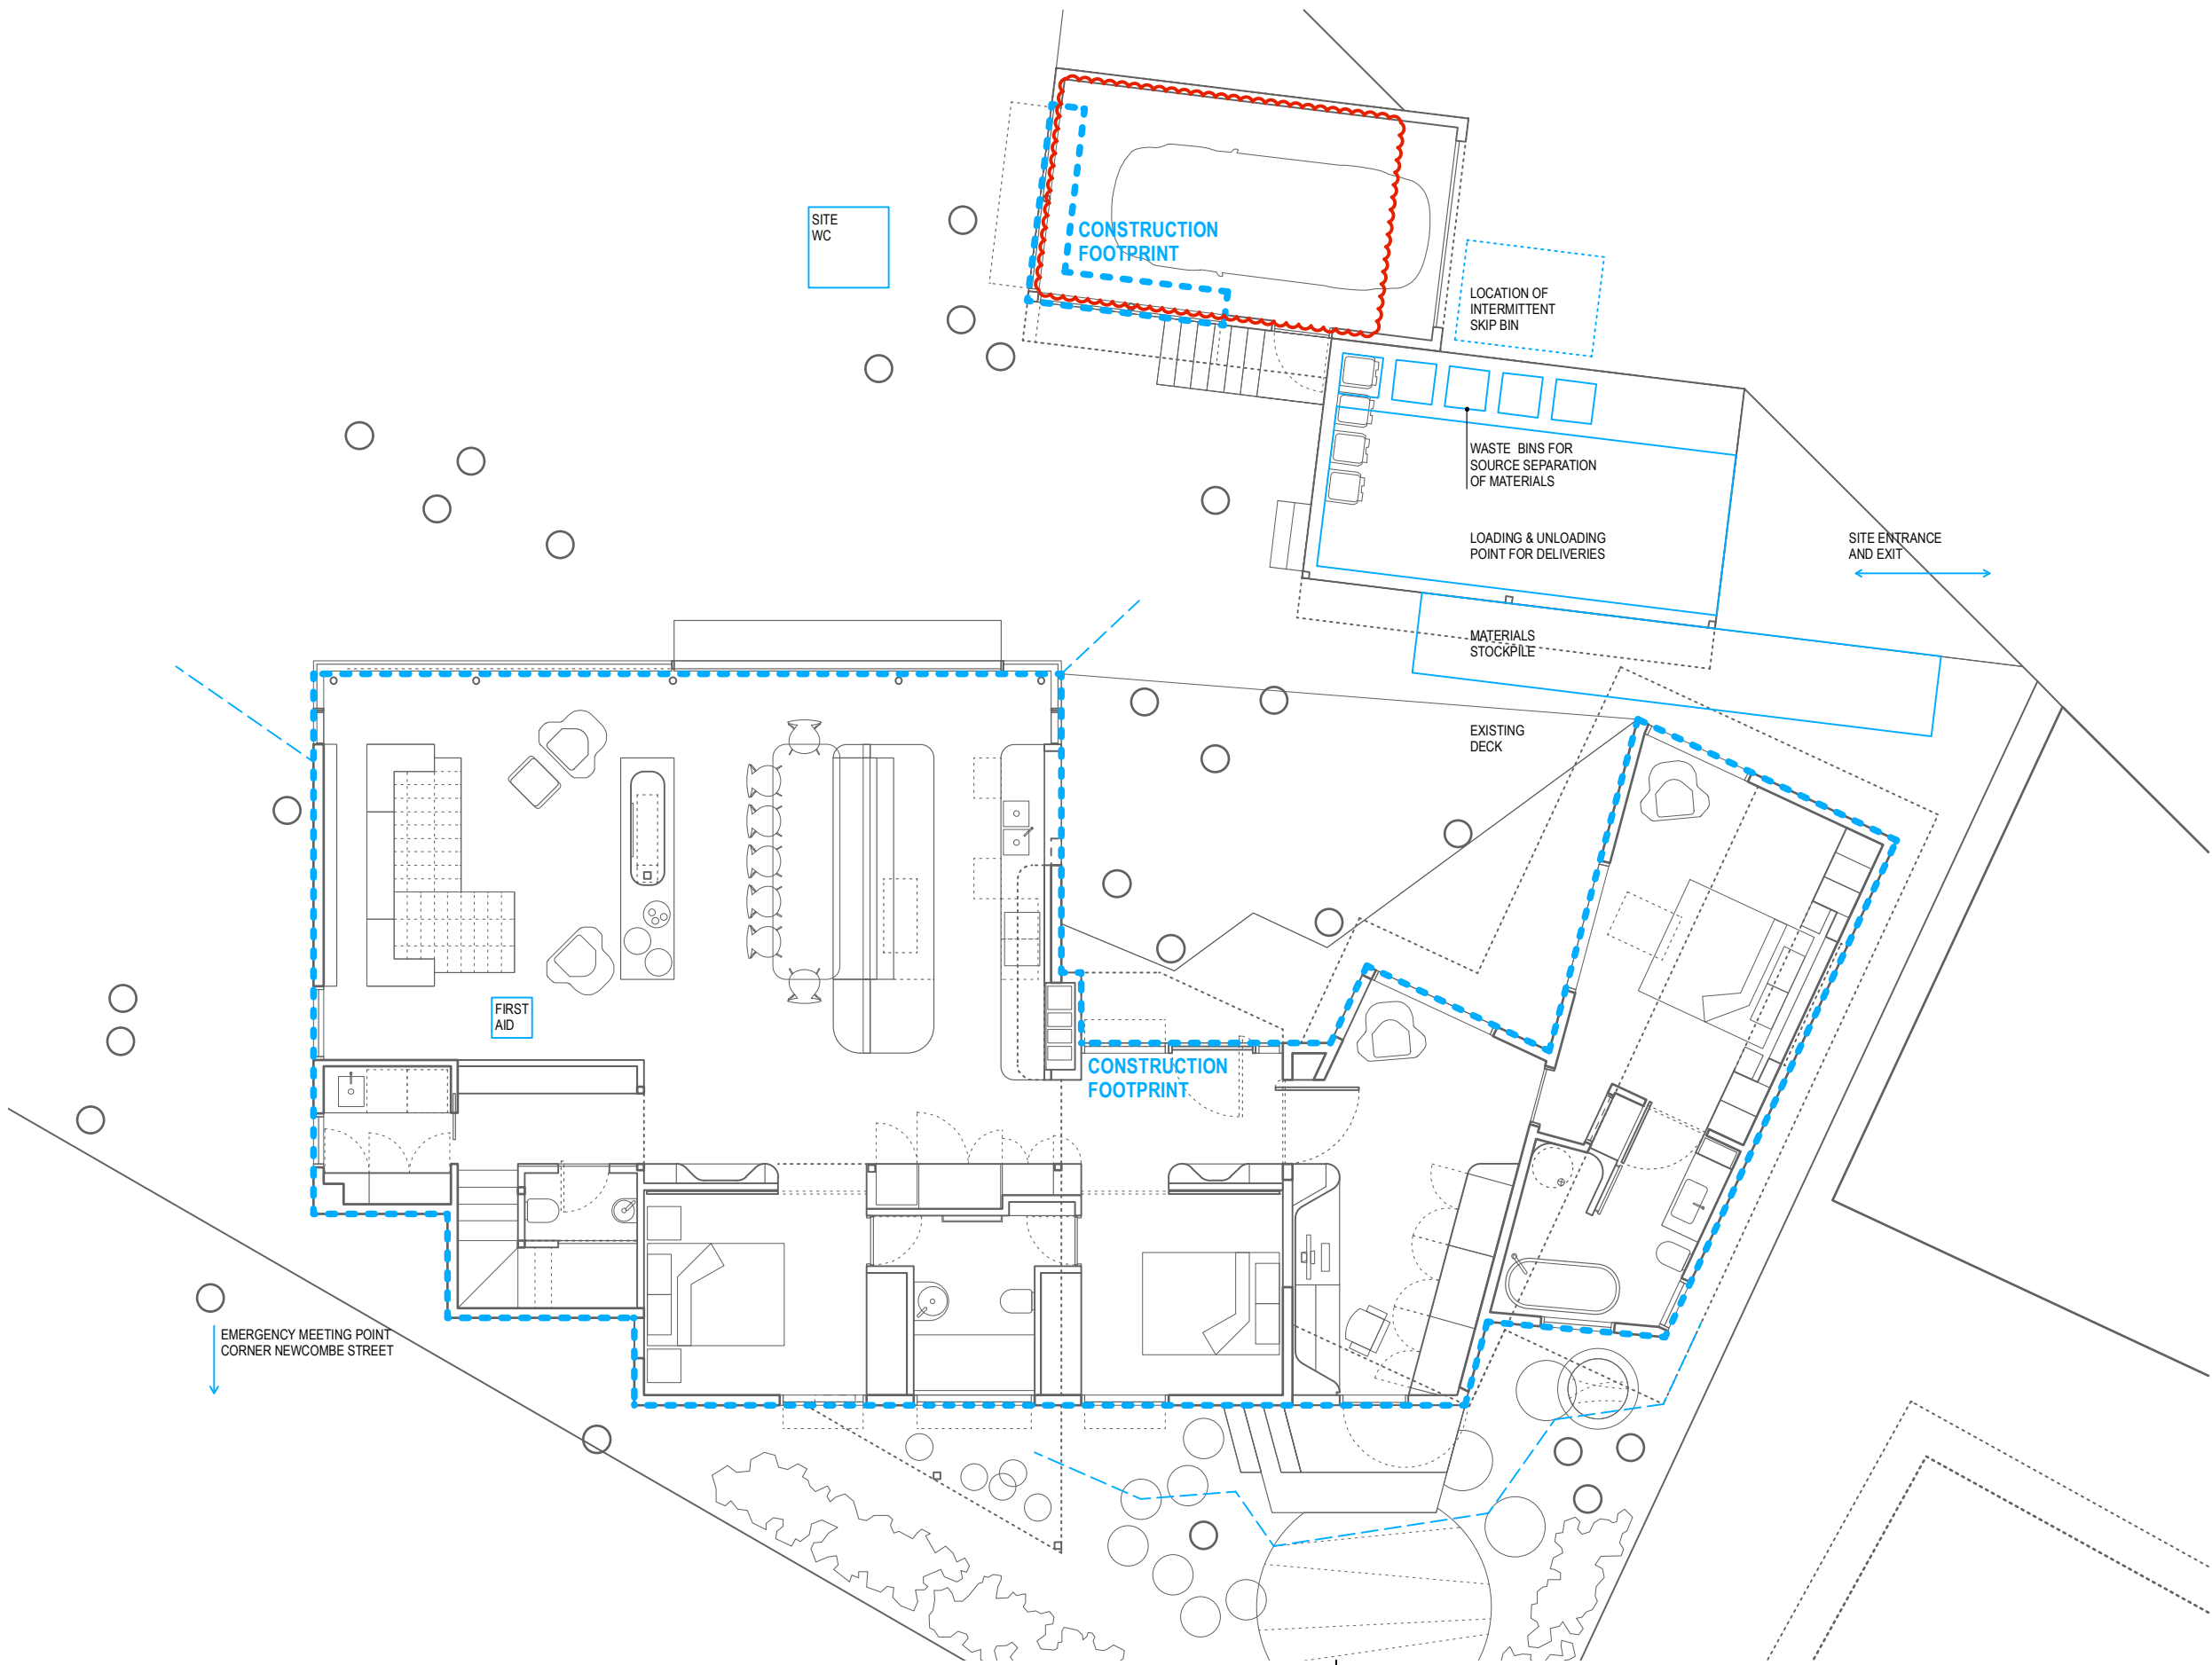 SITE
WC
CONSTRUCTION
FOOTPRINT
LOCATION OF
INTERMITTENT
SKIP BIN
WASTE BINS FOR
SOURCE SEPARATION
OF MATERIALS
LOADING & UNLOADING
POINT FOR DELIVERIES
SITE ENTRANCE
AND EXIT
MATERIALS
STOCKPILE
EXISTING
DECK
FIRST
AID
CONSTRUCTION
FOOTPRINT
EMERGENCY MEETING POINT
CORNER NEWCOMBE STREET